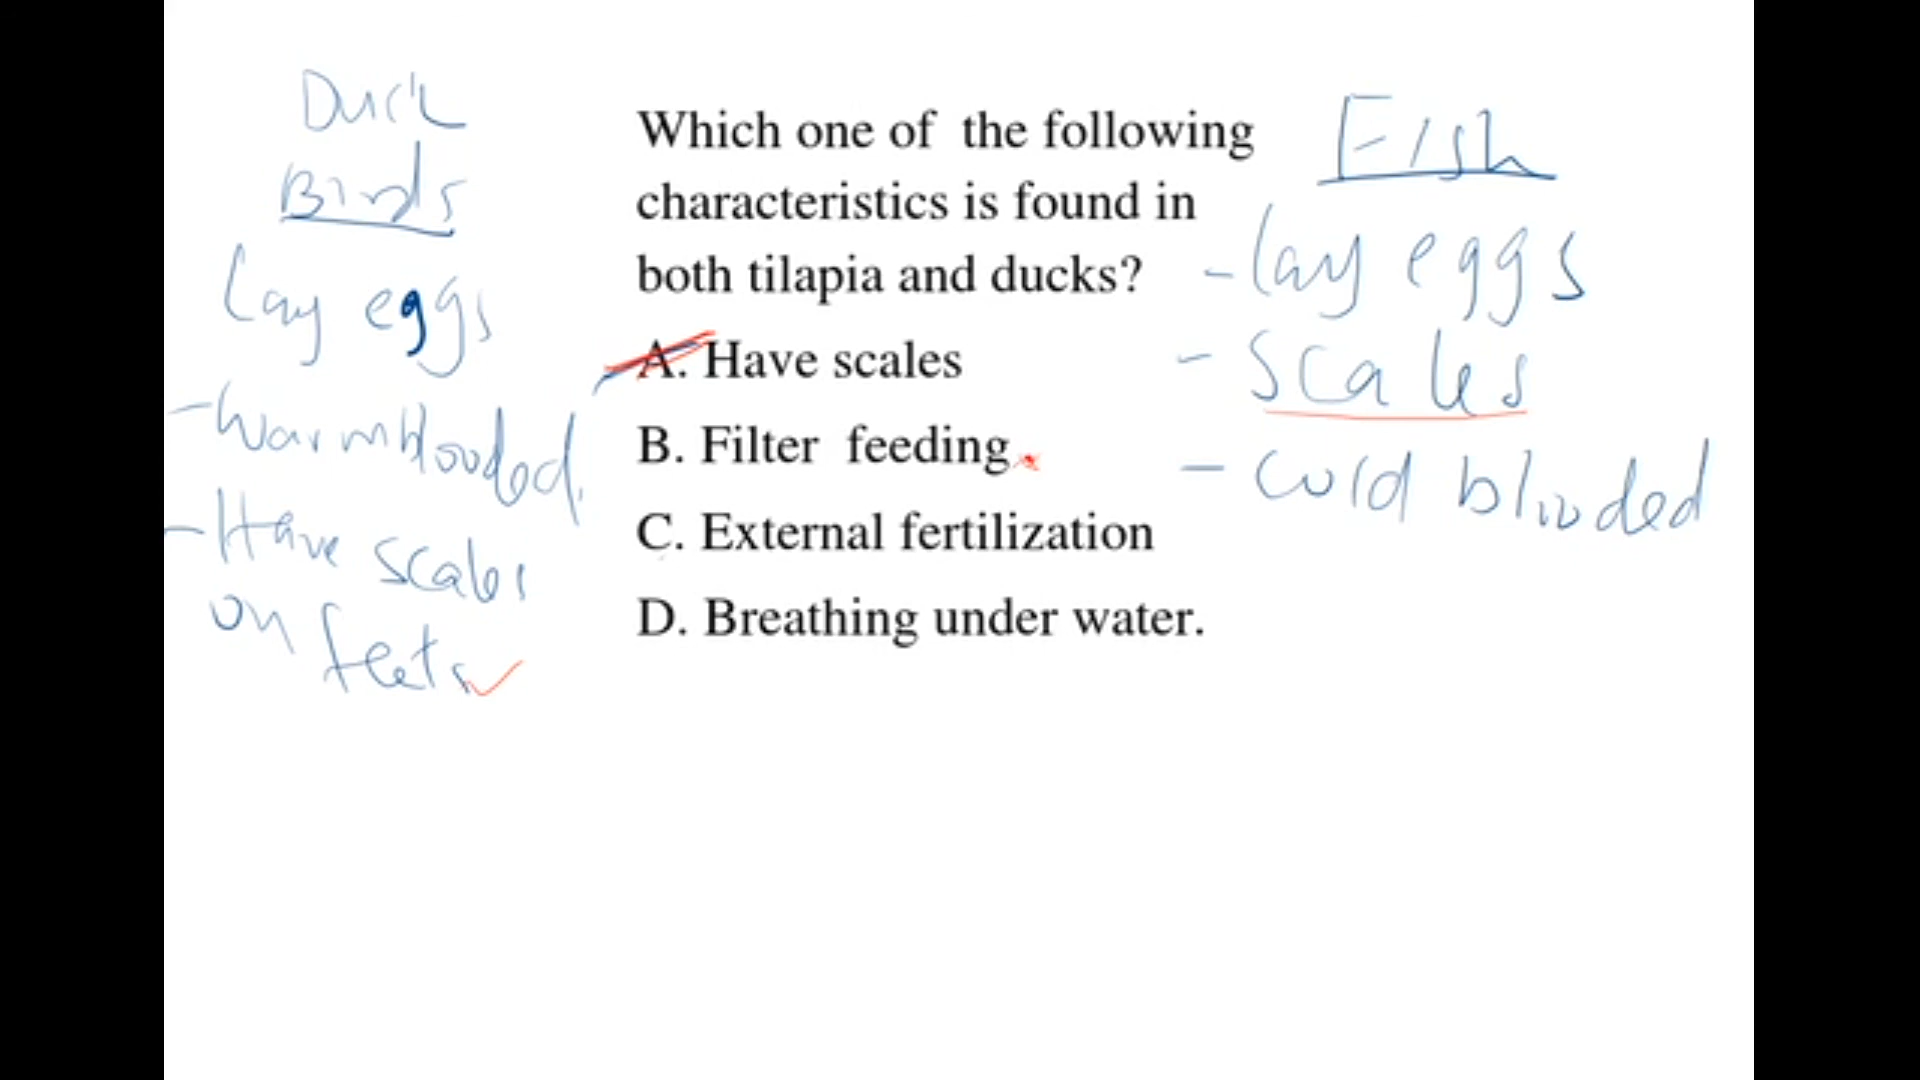 Duck
Birds
Lay eggs
- Warmblooded.
- Have scales
on feets
Which one of the following
characteristics is found in
both tilapia and ducks?
A. Have scales
B. Filter feeding
C. External fertilization
D. Breathing under water.
Fish
- lay eggs
- scales
- cold blooded